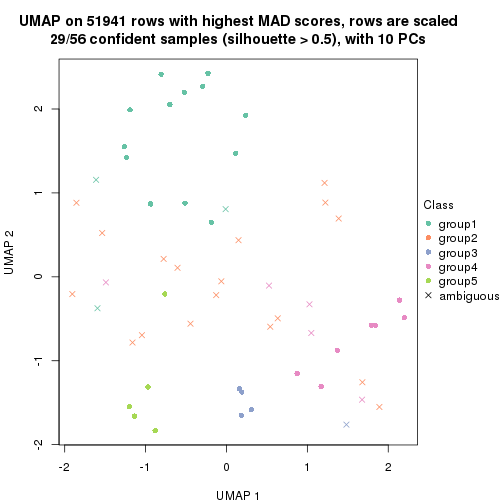 UMAP on 51941 rows with highest MAD scores, rows are scaled
29/56 confident samples (silhouette > 0.5), with 10 PCs
UMAP 2
2
1
0
-1
-2
-2
-1
0
1
2
UMAP 1
Class
group1
group2
group3
group4
group5
ambiguous